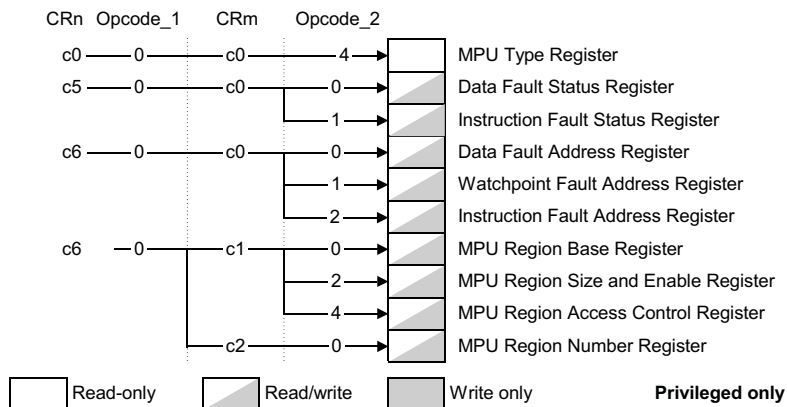 CRn Opcode_1 CRm Opcode_2
c0 0 c0 4 MPU Type Register
c5 0 c0 0 Data Fault Status Register
1 Instruction Fault Status Register
c6 0 c0 0 Data Fault Address Register
1 Watchpoint Fault Address Register
2 Instruction Fault Address Register
c6 0 c1 0 MPU Region Base Register
2 MPU Region Size and Enable Register
4 MPU Region Access Control Register
c2 0 MPU Region Number Register
Read-only Read/write Write only Privileged only